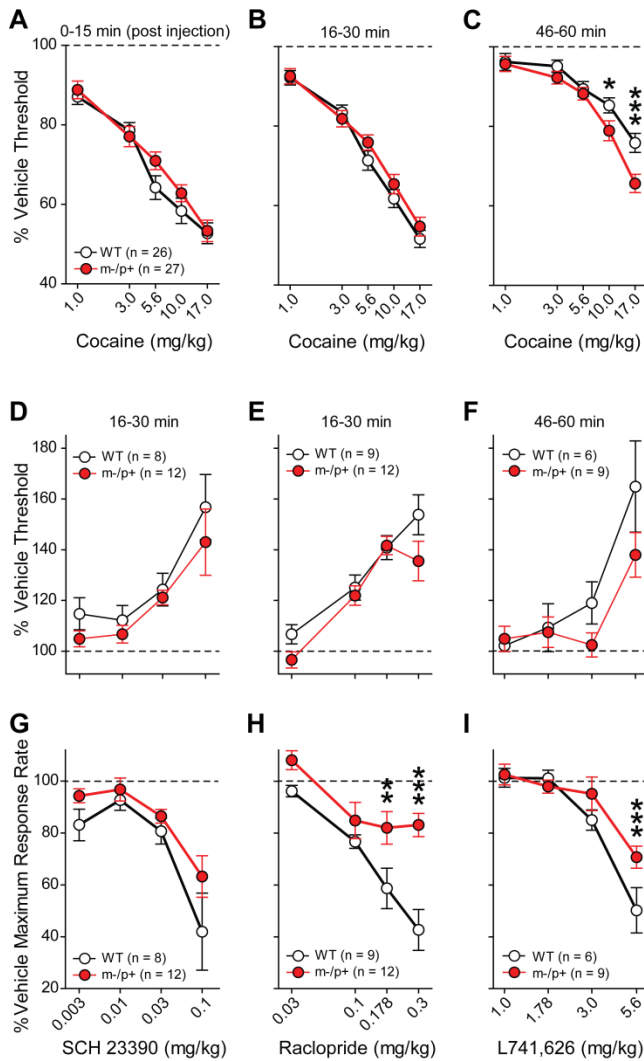 A
B
C
0-15 min (post injection)
16-30 min
46-60 min
% Vehicle Threshold
100
80
60
40
WT (n = 26)
m-/p+ (n = 27)
*
***
1.0
3.0
5.6
10.0
17.0
1.0
3.0
5.6
10.0
17.0
1.0
3.0
5.6
10.0
17.0
Cocaine (mg/kg)
Cocaine (mg/kg)
Cocaine (mg/kg)
D
E
F
16-30 min
16-30 min
46-60 min
% Vehicle Threshold
180
160
140
120
100
WT (n = 8)
m-/p+ (n = 12)
WT (n = 9)
m-/p+ (n = 12)
WT (n = 6)
m-/p+ (n = 9)
G
H
I
% Vehicle Maximum Response Rate
100
80
60
40
20
WT (n = 8)
m-/p+ (n = 12)
**
***
WT (n = 9)
m-/p+ (n = 12)
***
WT (n = 6)
m-/p+ (n = 9)
0.003
0.01
0.03
0.1
0.03
0.1
0.178
0.3
1.0
1.78
3.0
5.6
SCH 23390 (mg/kg)
Raclopride (mg/kg)
L741,626 (mg/kg)